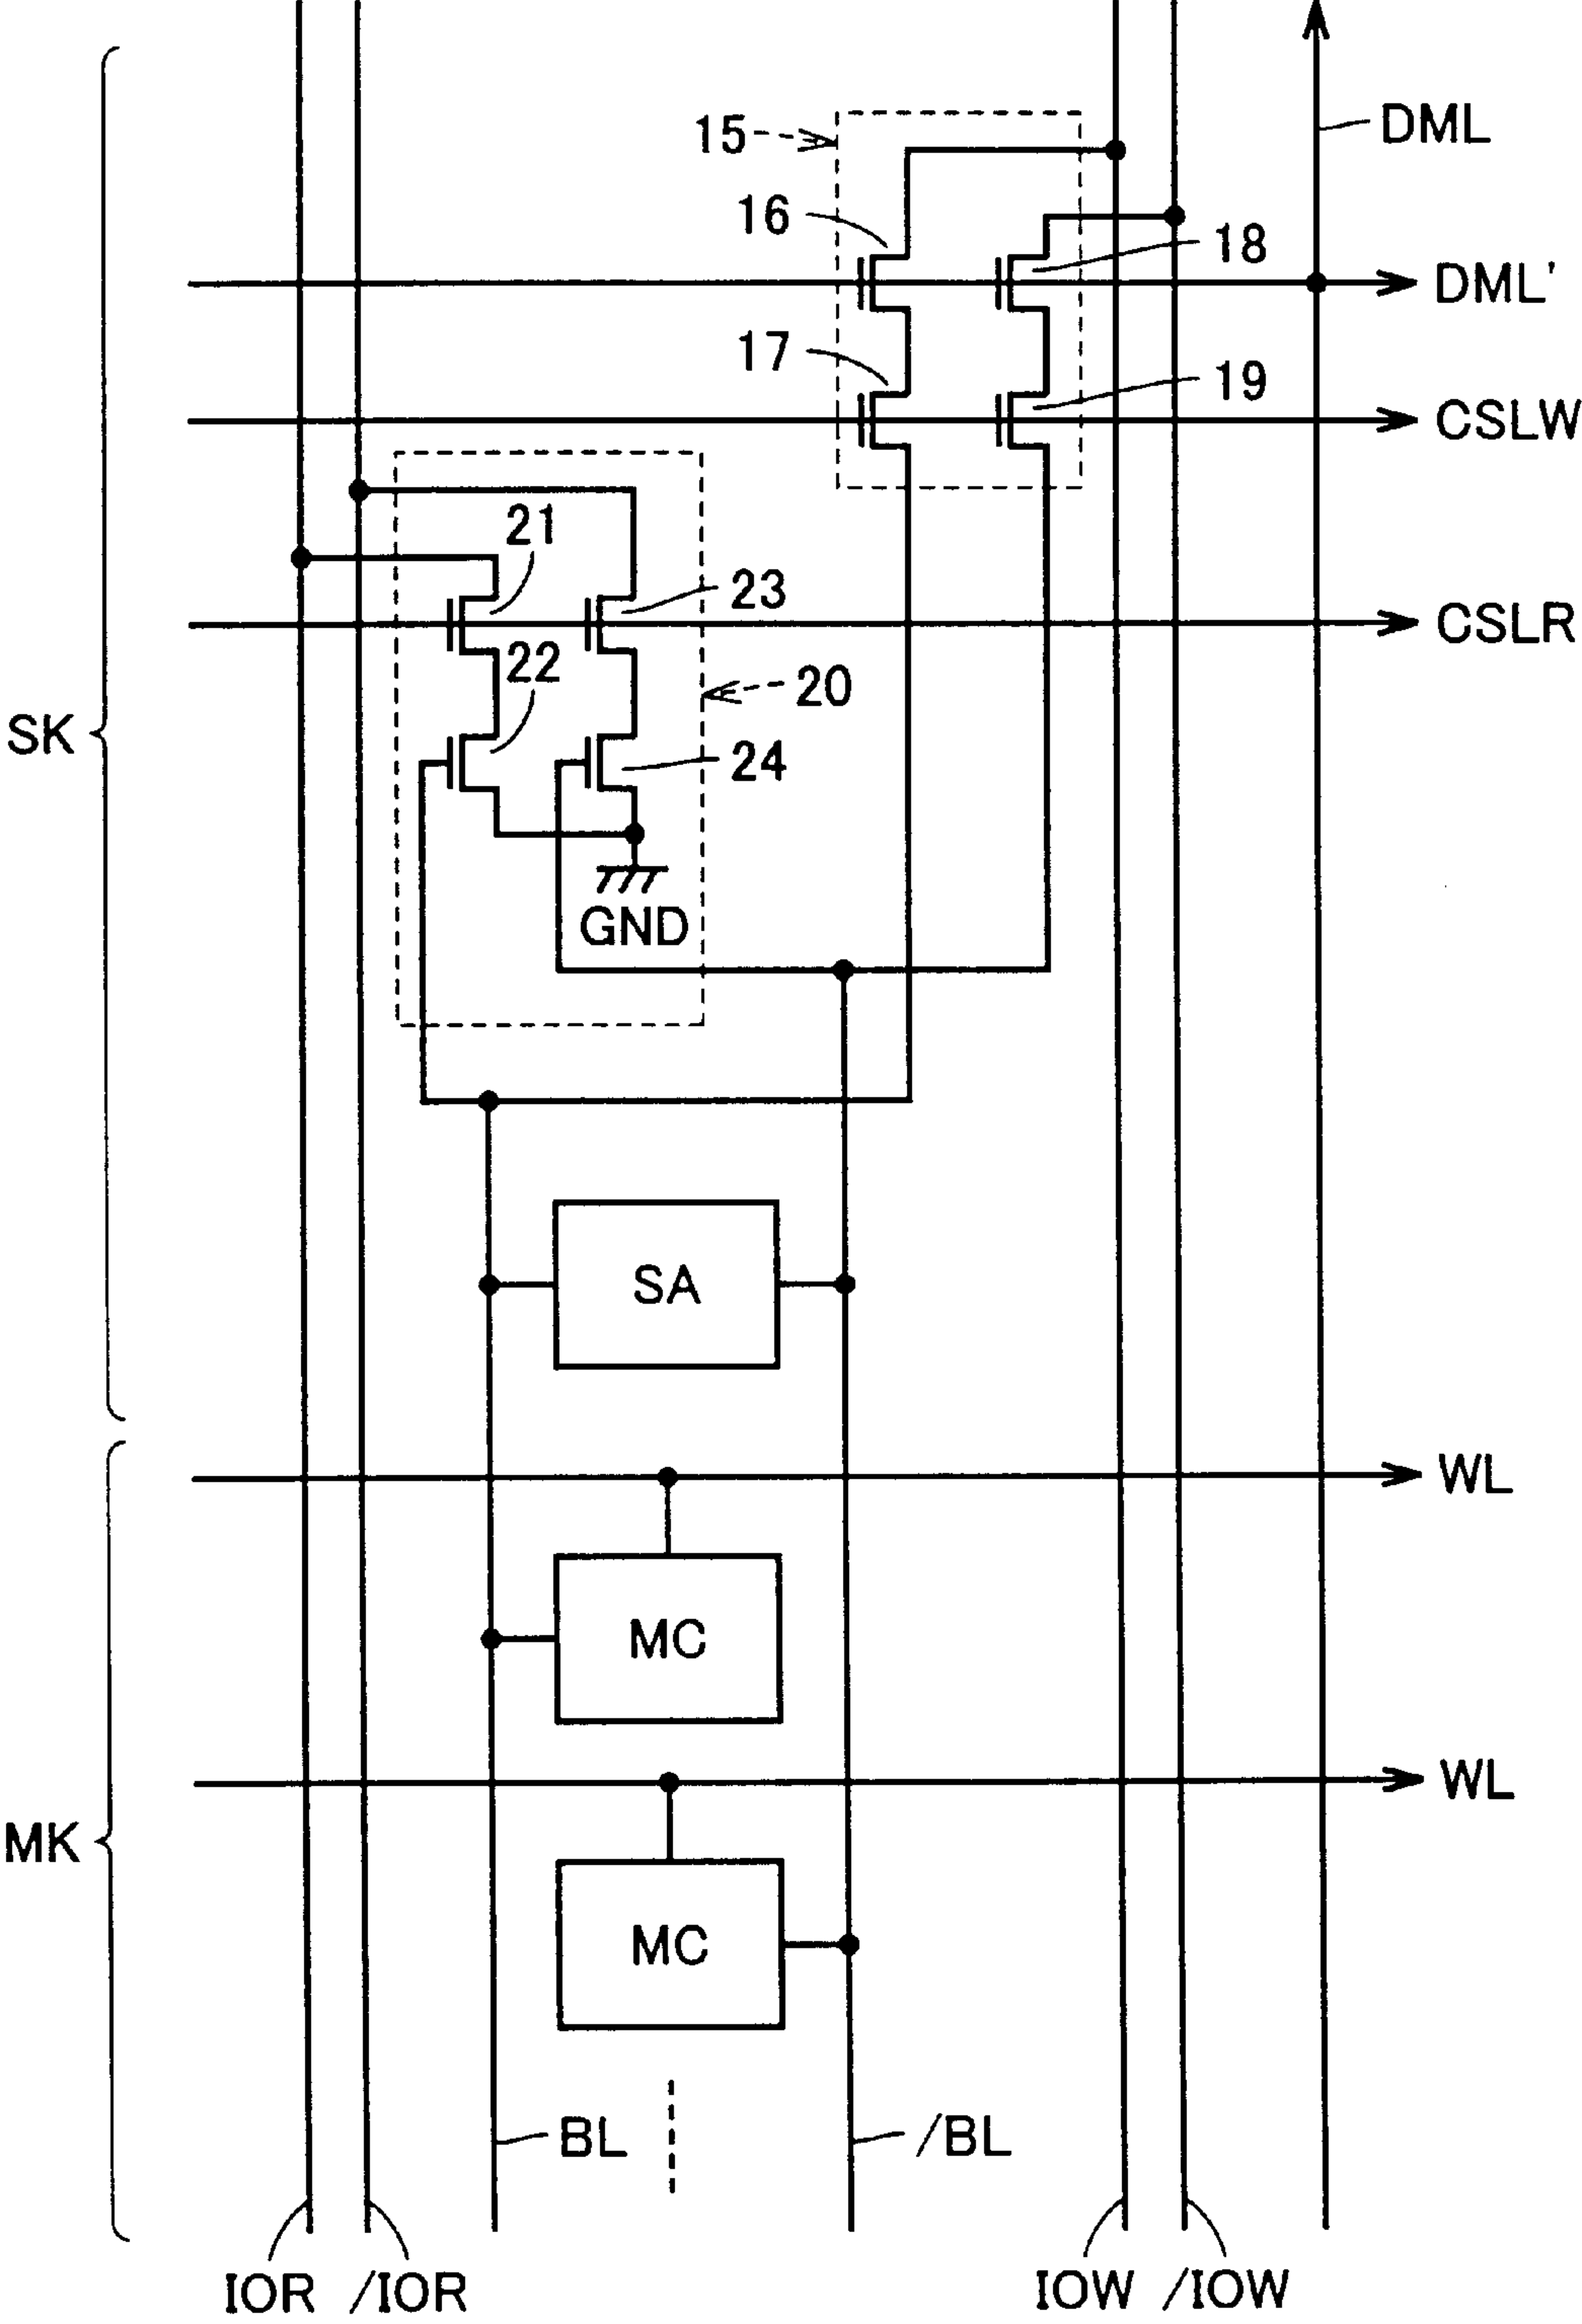 DML
15
16
18
DML'
17
19
CSLW
21
23
CSLR
22
20
SK
24
GND
SA
WL
MC
WL
MK
MC
BL
/BL
IOR
/IOR
IOW
/IOW